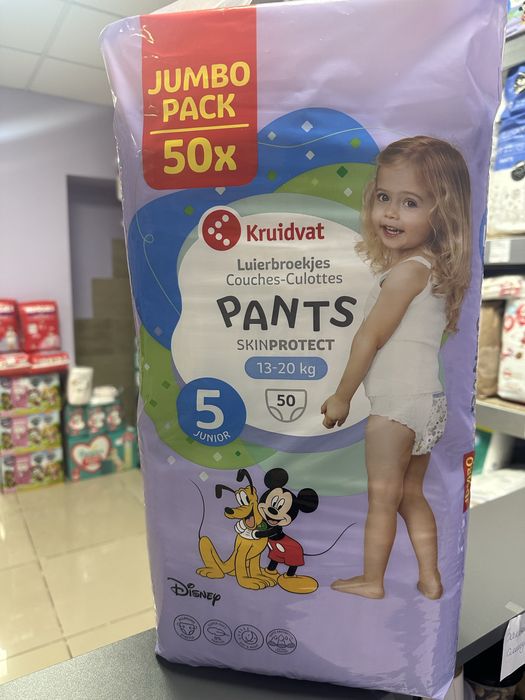 JUMBO
PACK
50x
Kruidvat
Luierbroekjes
Couches-Culottes
PANTS
SKINPROTECT
13-20 kg
50
5
JUNIOR
Disney